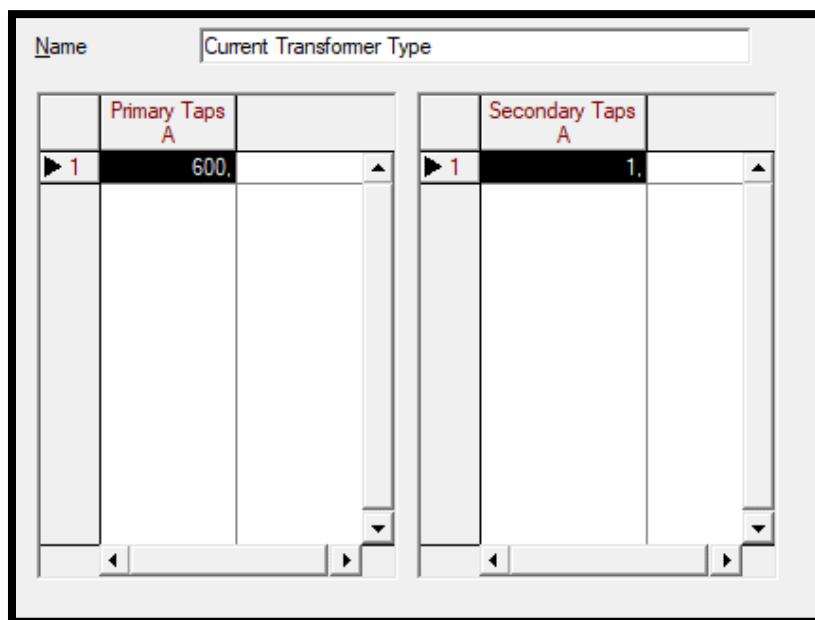 Name Current Transformer Type
Primary Taps
A
1 600,
Secondary Taps
A
1 1,